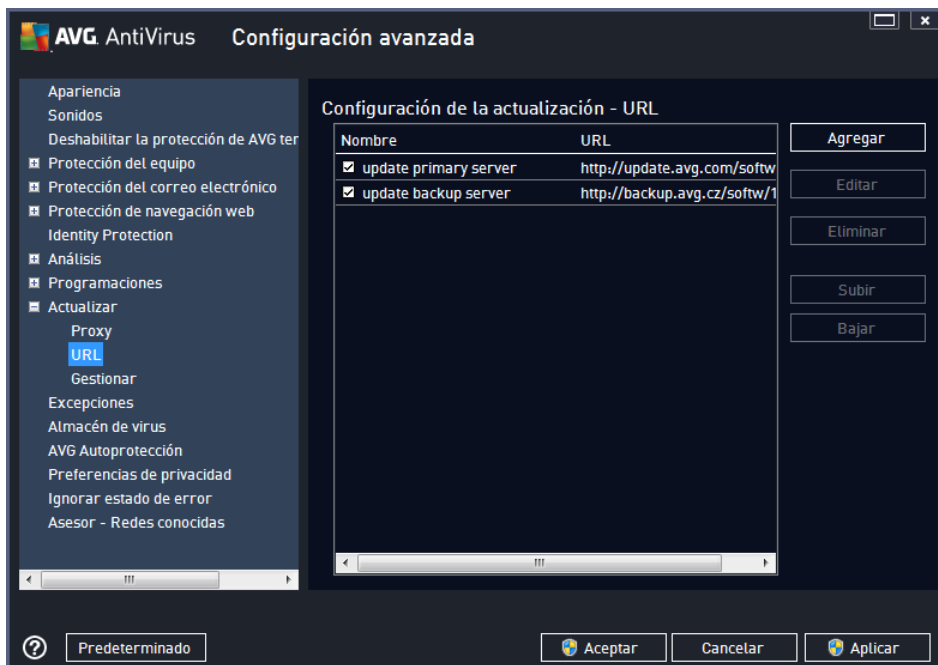 AVG. AntiVirus Configuración avanzada
Apariencia
Sonidos
Deshabilitar la protección de AVG ter
Protección del equipo
Protección del correo electrónico
Protección de navegación web
Identity Protection
Análisis
Programaciones
Actualizar
Proxy
URL
Gestionar
Excepciones
Almacén de virus
AVG Autoprotección
Preferencias de privacidad
Ignorar estado de error
Asesor - Redes conocidas
Configuración de la actualización - URL
Nombre URL
update primary server http://update.avg.com/softw
update backup server http://backup.avg.cz/softw/1
Agregar
Editar
Eliminar
Subir
Bajar
? Predeterminado Aceptar Cancelar Aplicar